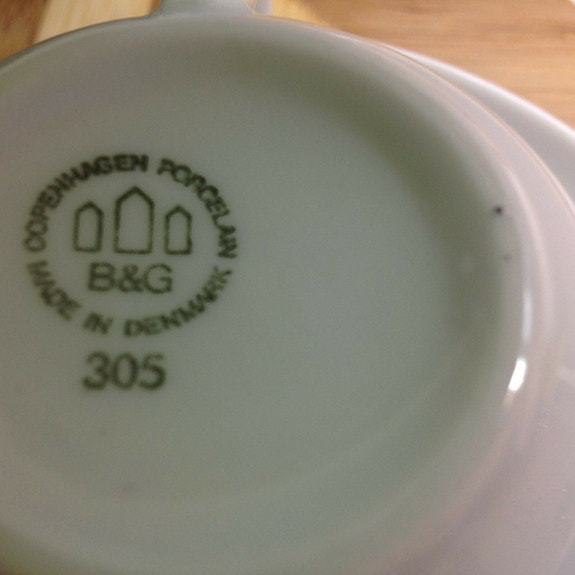 COPENHAGEN PORCELAIN
B&G
MADE IN DENMARK
305